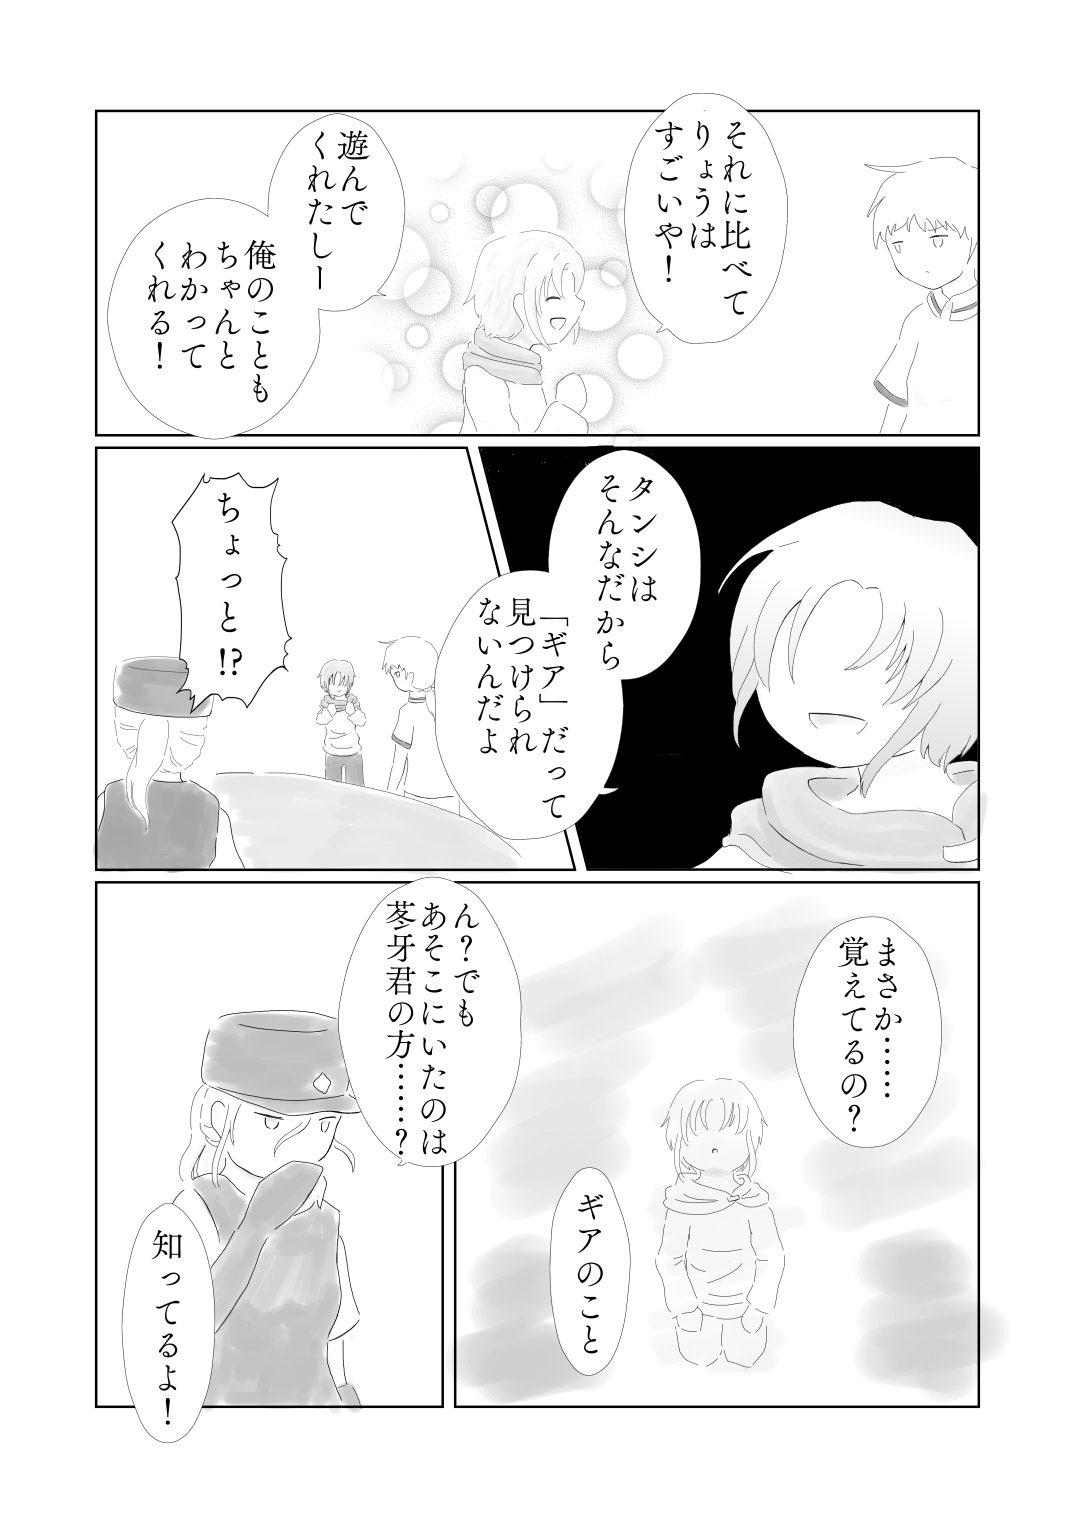 それに比べて
りょうは
すごいや！
遊んで
くれたしー
俺のことも
ちゃんと
わかって
くれる！
タンシは
そんなだから
「ギア」だって
見つけられ
ないんだよ
ちょっと！？
まさか……
覚えてるの？
ギアのこと
ん？でも
あそこにいたのは
苳牙君の方……？
知ってるよ！